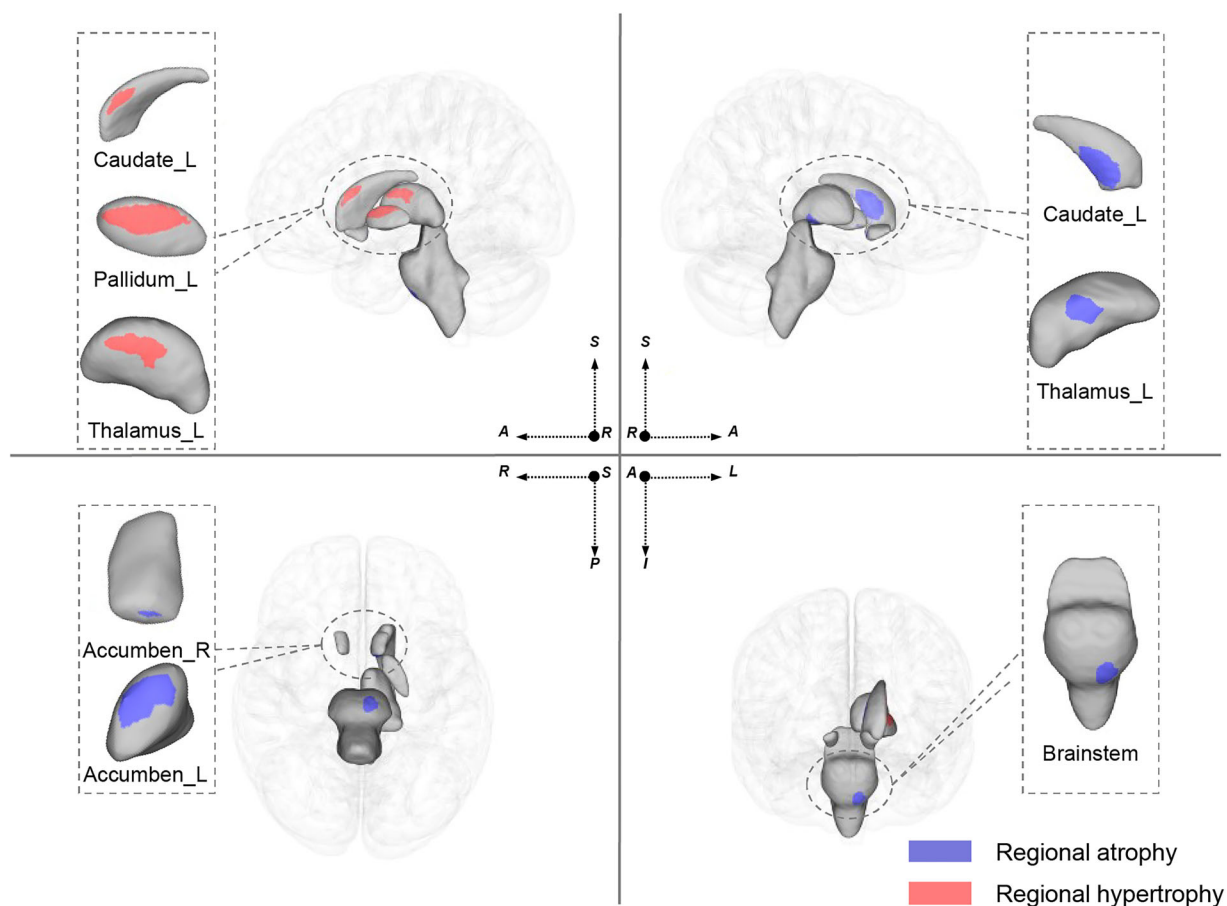 Caudate_L
Pallidum_L
Thalamus_L
Caudate_L
Thalamus_L
S
S
A
R
R
A
R
S
A
L
P
I
Accumben_R
Accumben_L
Brainstem
Regional atrophy
Regional hypertrophy